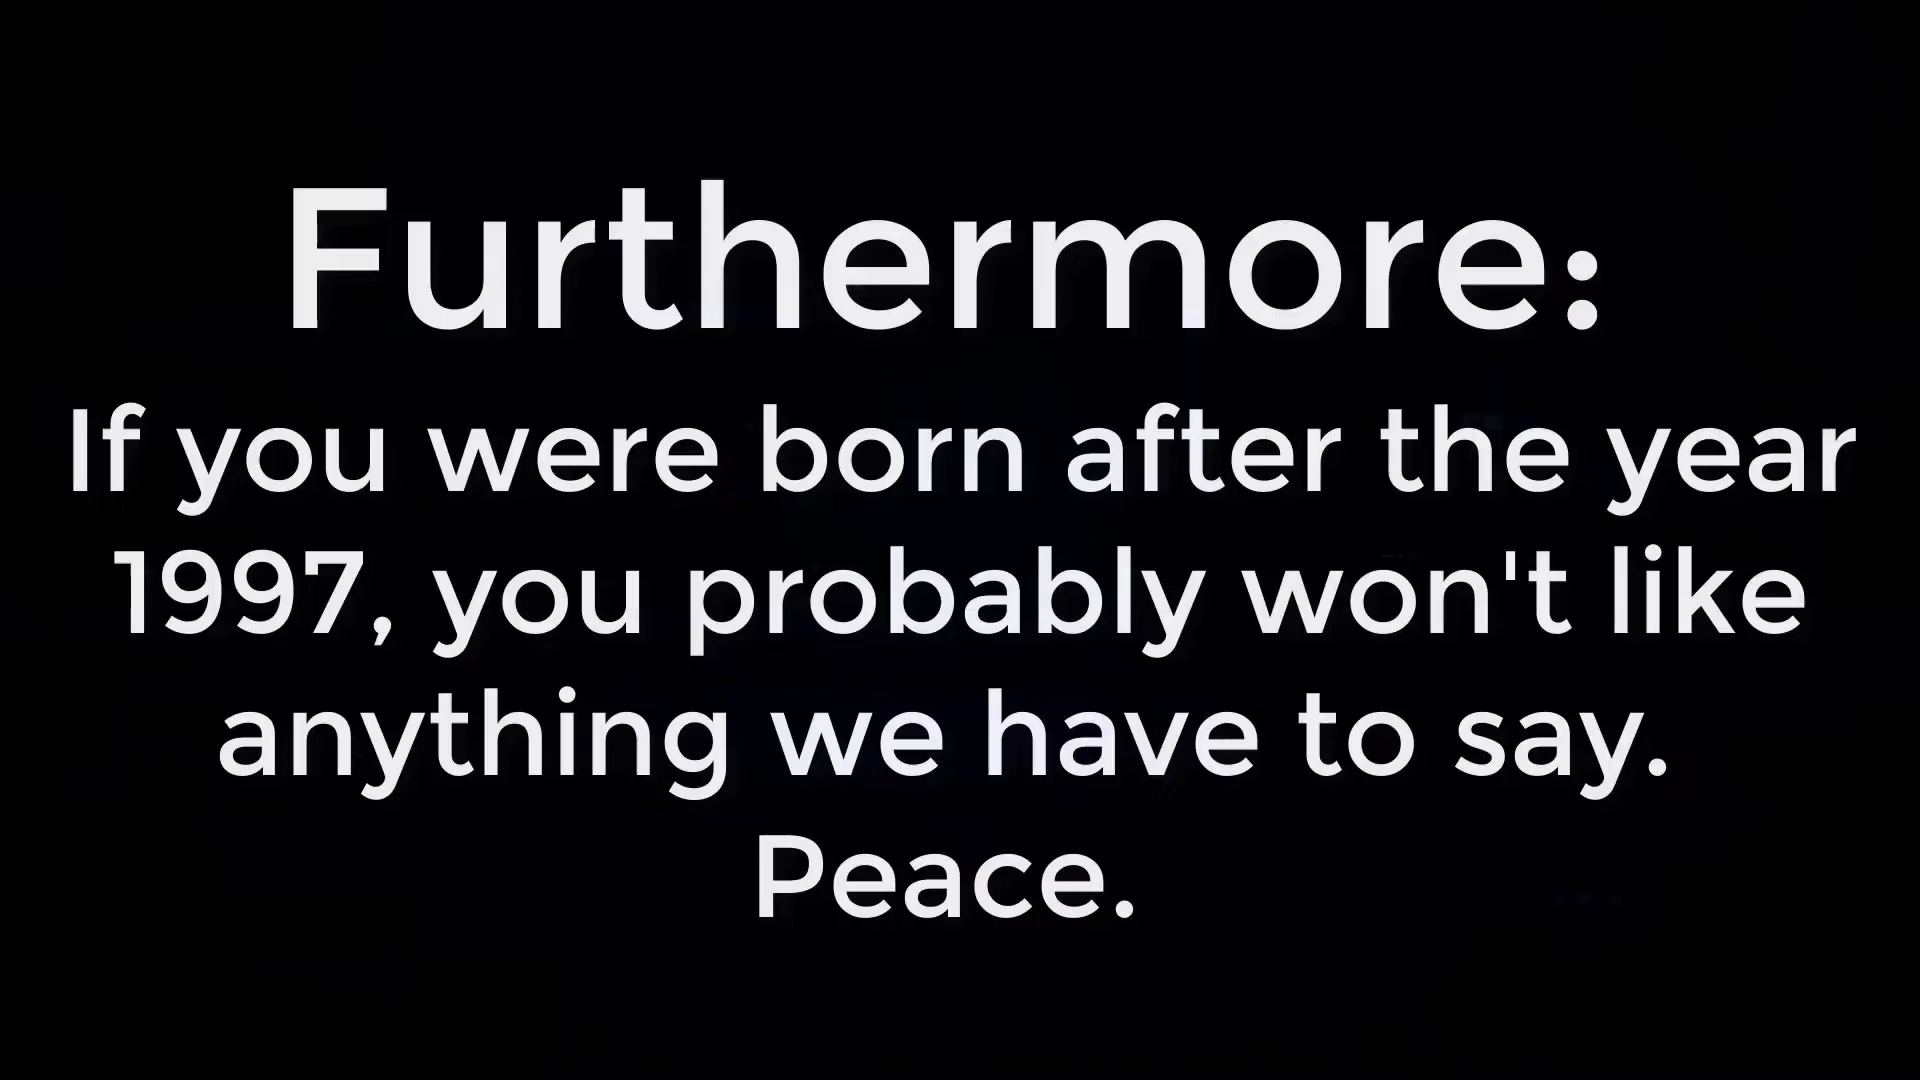 Furthermore:
If you were born after the year
1997, you probably won't like
anything we have to say.
Peace.